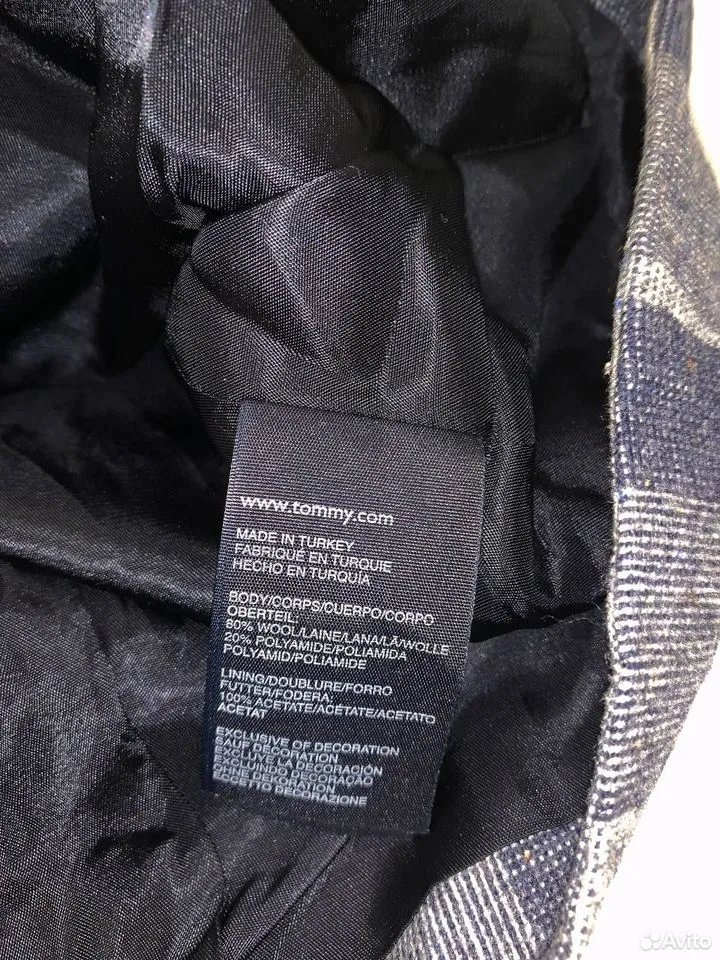 www.tommy.com
MADE IN TURKEY
FABRIQUÉ EN TURQUIE
HECHO EN TURQUÍA
BODY/CORPS/CUERPO/CORPO
OBERTEIL:
80% WOOL/LAINE/LANA/LÃ/WOLLE
20% POLYAMIDE/POLIAMIDA
POLYAMID/POLIAMIDE
LINING/DOUBLURE/FORRO
FUTTER/FODERA:
100% ACETATE/ACÉTATE/ACETATO
ACETAT
EXCLUSIVE OF DECORATION
SAUF DECORATION
EXCLUYE LA DECORACIÓN
EXCLUINDO DECORAÇÃO
OHNE DEKORATION
ECCETTO DECORAZIONE
Avito